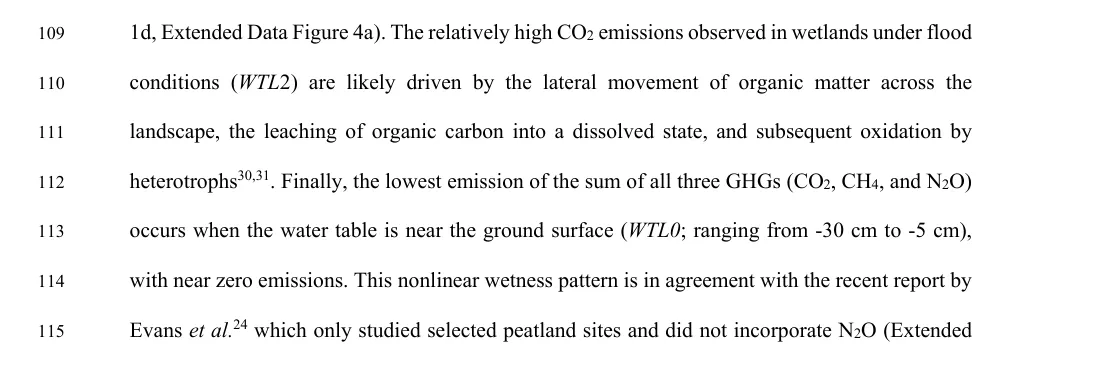 109 1d, Extended Data Figure 4a). The relatively high CO₂ emissions observed in wetlands under flood
110 conditions (WTL2) are likely driven by the lateral movement of organic matter across the
111 landscape, the leaching of organic carbon into a dissolved state, and subsequent oxidation by
112 heterotrophs³⁰,³¹. Finally, the lowest emission of the sum of all three GHGs (CO₂, CH₄, and N₂O)
113 occurs when the water table is near the ground surface (WTL0; ranging from -30 cm to -5 cm),
114 with near zero emissions. This nonlinear wetness pattern is in agreement with the recent report by
115 Evans et al.²⁴ which only studied selected peatland sites and did not incorporate N₂O (Extended